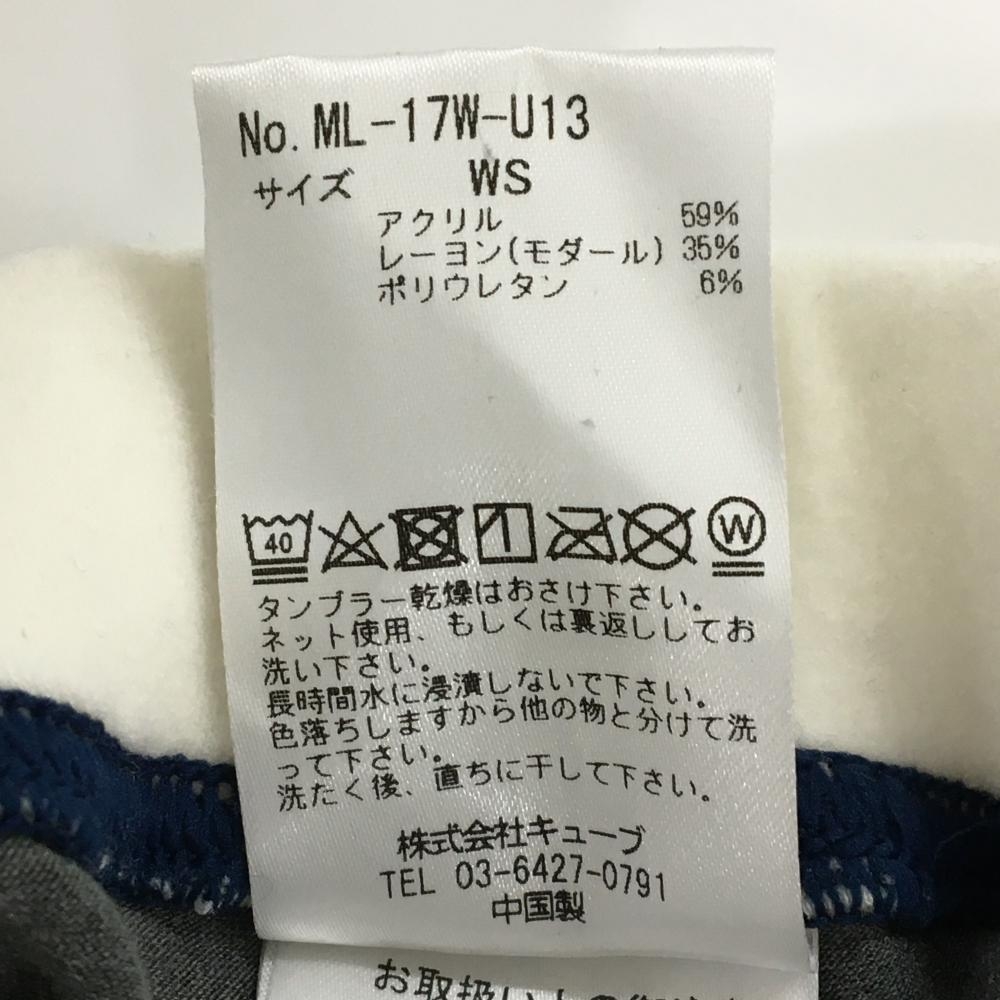 No. ML-17W-U13
サイズ WS
アクリル 59%
レーヨン(モダール) 35%
ポリウレタン 6%
40 W
タンブラー乾燥はおさけ下さい。
ネット使用、もしくは裏返ししてお
洗い下さい。
長時間水に浸漬しないで下さい。
色落ちしますから他の物と分けて洗
って下さい。
洗たく後、直ちに干して下さい。
株式会社キューブ
TEL 03-6427-0791
中国製
お取扱い上の